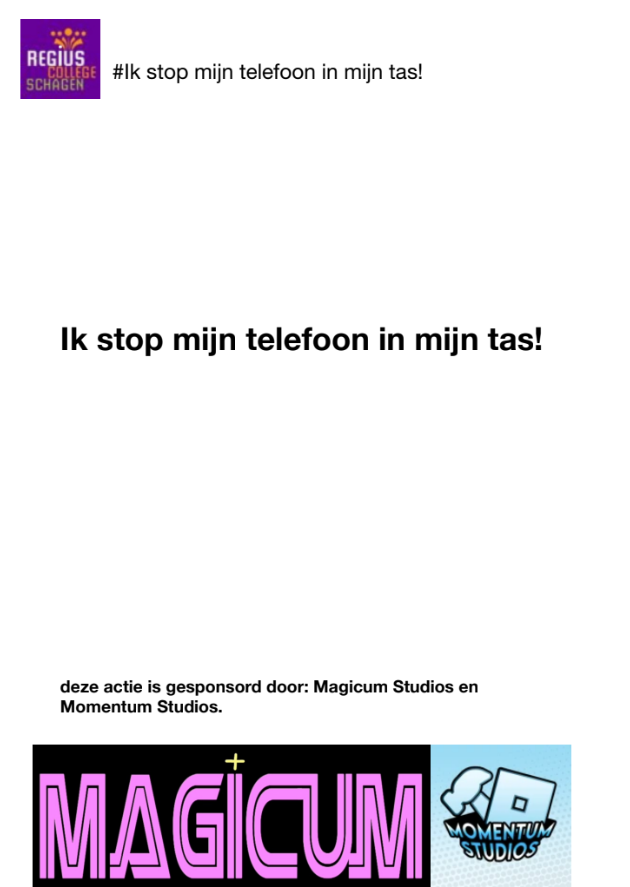 REGIUS
COLLEGE
SCHAGEN
#Ik stop mijn telefoon in mijn tas!
Ik stop mijn telefoon in mijn tas!
deze actie is gesponsord door: Magicum Studios en
Momentum Studios.
MAGICUM
MOMENTUM
STUDIOS